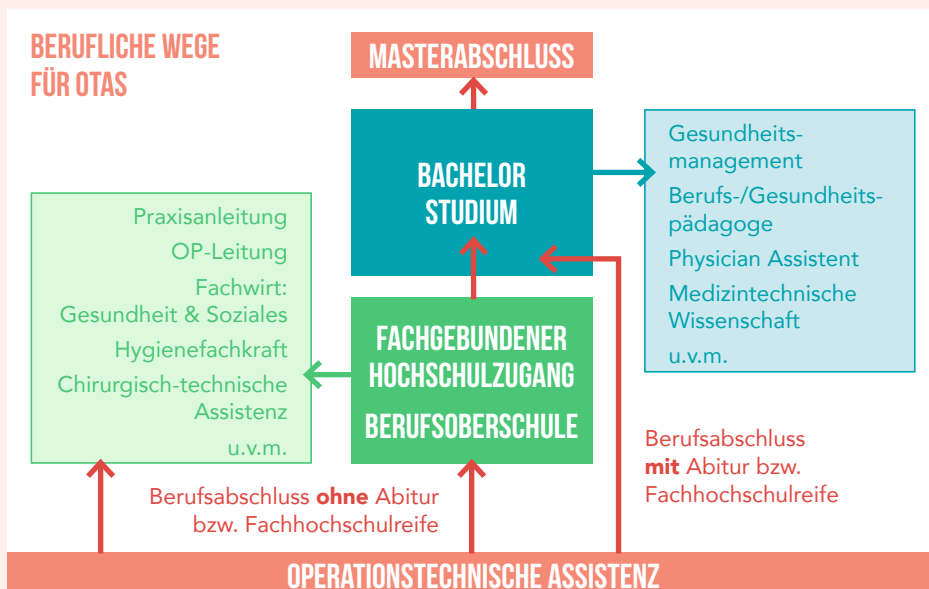 BERUFLICHE WEGE
FÜR OTAS
MASTERABSCHLUSS
BACHELOR
STUDIUM
Gesundheits-
management
Berufs-/Gesundheits-
pädagoge
Physician Assistent
Medizintechnische
Wissenschaft
u.v.m.
Praxisanleitung
OP-Leitung
Fachwirt:
Gesundheit & Soziales
Hygienefachkraft
Chirurgisch-technische
Assistenz
u.v.m.
FACHGEBUNDENER
HOCHSCHULZUGANG
BERUFSOBERSCHULE
Berufsabschluss ohne Abitur
bzw. Fachhochschulreife
Berufsabschluss
mit Abitur bzw.
Fachhochschulreife
OPERATIONSTECHNISCHE ASSISTENZ